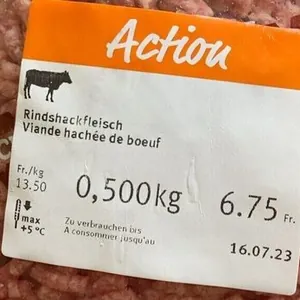 Action
Rindshackfleisch
Viande hachée de boeuf
Fr./kg
13.50
0,500kg
6.75 Fr.
max
+5°C
Zu verbrauchen bis
A consommer jusqu'au
16.07.23